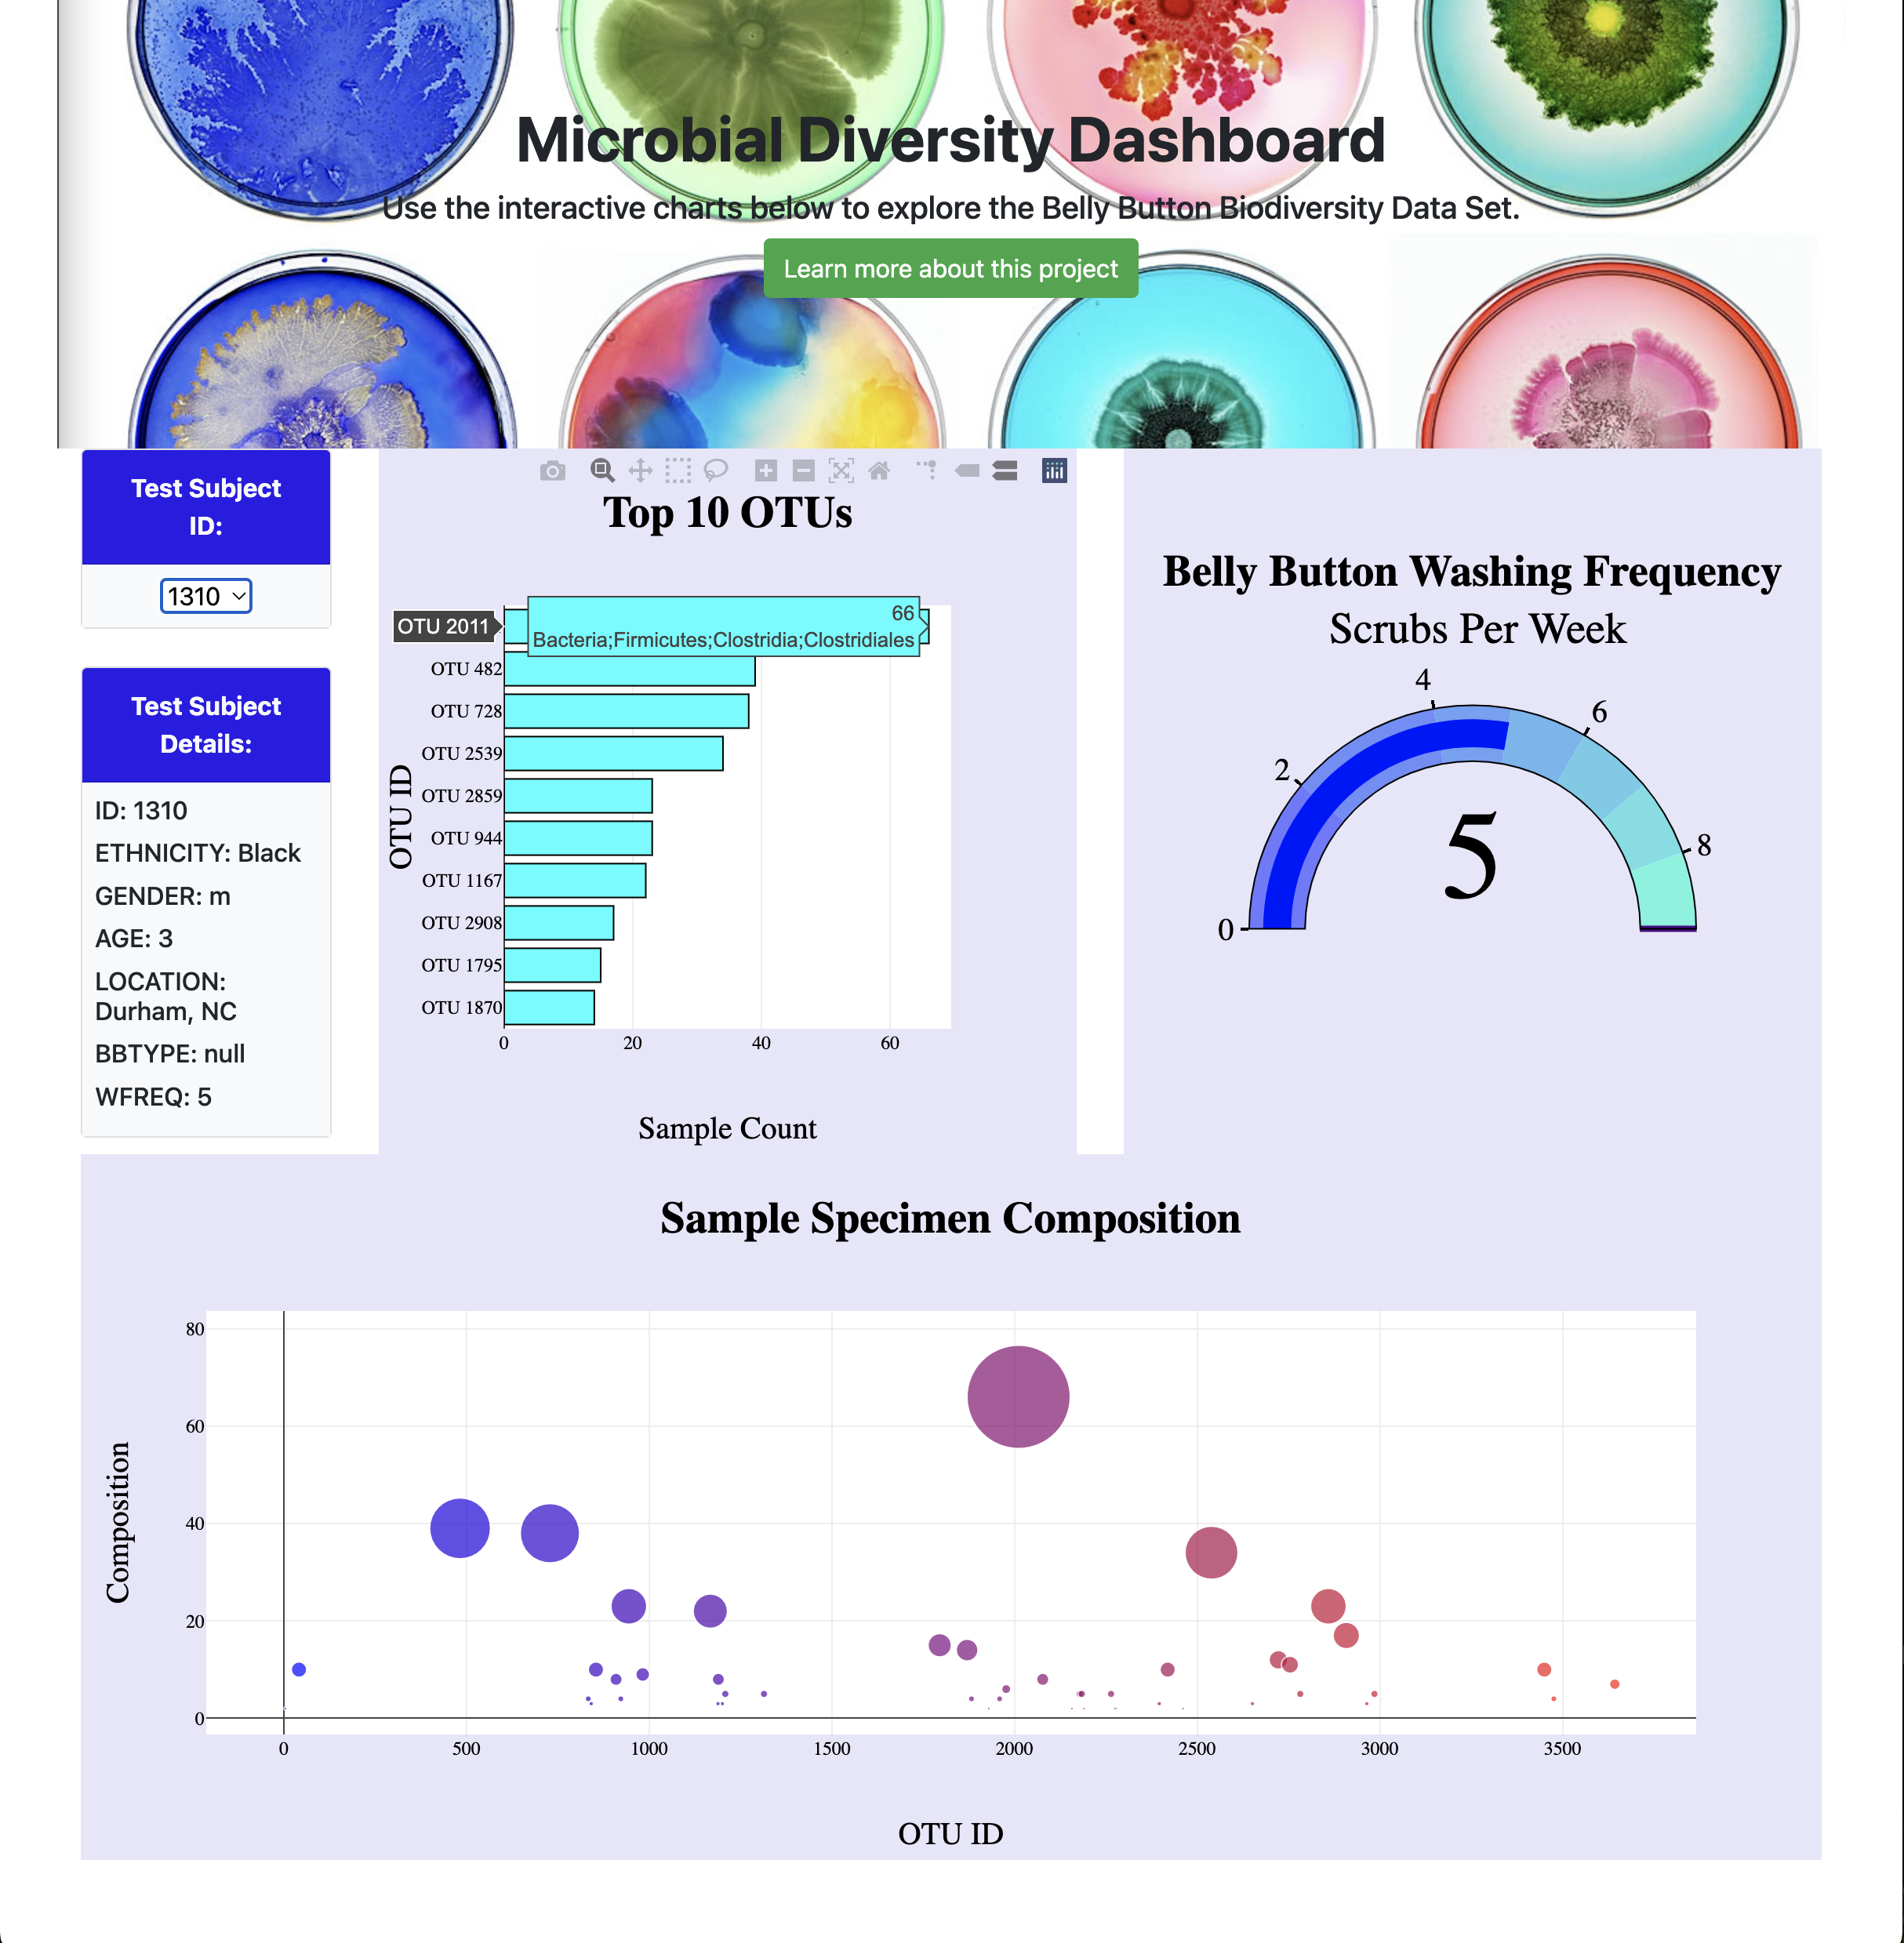 Microbial Diversity Dashboard
Use the interactive charts below to explore the Belly Button Biodiversity Data Set.
Learn more about this project
Test Subject
ID:
1310
Test Subject
Details:
ID: 1310
ETHNICITY: Black
GENDER: m
AGE: 3
LOCATION:
Durham, NC
BBTYPE: null
WFREQ: 5
Top 10 OTUs
OTU 2011
66
Bacteria;Firmicutes;Clostridia;Clostridiales
OTU 482
OTU 728
OTU 2539
OTU 2859
OTU 944
OTU 1167
OTU 2908
OTU 1795
OTU 1870
OTU ID
0 20 40 60
Sample Count
Belly Button Washing Frequency
Scrubs Per Week
0
2
4
6
8
5
Sample Specimen Composition
80
60
40
20
0
Composition
0 500 1000 1500 2000 2500 3000 3500
OTU ID